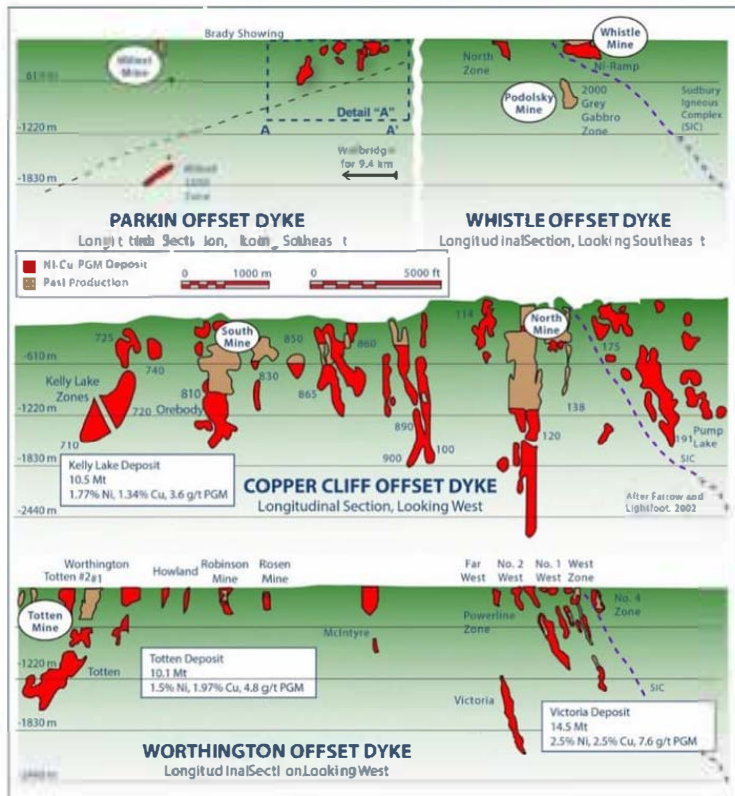 Brady Showing
Whistle
Mine
North
Zone
Ni-Ramp
Mine
-1220 m
-1830 m
Detail "A"
A A'
for 9.4 km
Podolsky
Mine
2000
Grey
Gabbro
Zone
Sudbury
Igneous
Complex
(SIC)
PARKIN OFFSET DYKE
WHISTLE OFFSET DYKE
Longitudinal Section, Looking Southeas t
Ni-Cu PGM Deposit
Past Production
0 1000 m
0 5000 ft
725
740
South
Mine
850
860
114
North
Mine
175
-610 m
Kelly Lake
Zones
720
710
810
Orebody
830
865
-1220 m
890
900
100
120
138
191
Pump
Lake
SIC
-1830 m
-2440 m
Kelly Lake Deposit
10.5 Mt
1.77% Ni, 1.34% Cu, 3.6 g/t PGM
COPPER CLIFF OFFSET DYKE
Longitudinal Section, Looking West
After Farrow and
Lightfoot, 2002
Worthington
Totten #2 #1
Howland
Robinson
Mine
Rosen
Mine
Far
West
No. 2
West
No. 1
West
West
Zone
No. 4
Zone
Totten
Mine
Powerline
Zone
McIntyre
-1220 m
Totten
Totten Deposit
10.1 Mt
1.5% Ni, 1.97% Cu, 4.8 g/t PGM
Victoria
SIC
-1830 m
Victoria Deposit
14.5 Mt
2.5% Ni, 2.5% Cu, 7.6 g/t PGM
WORTHINGTON OFFSET DYKE
Longitudinal Section, Looking West